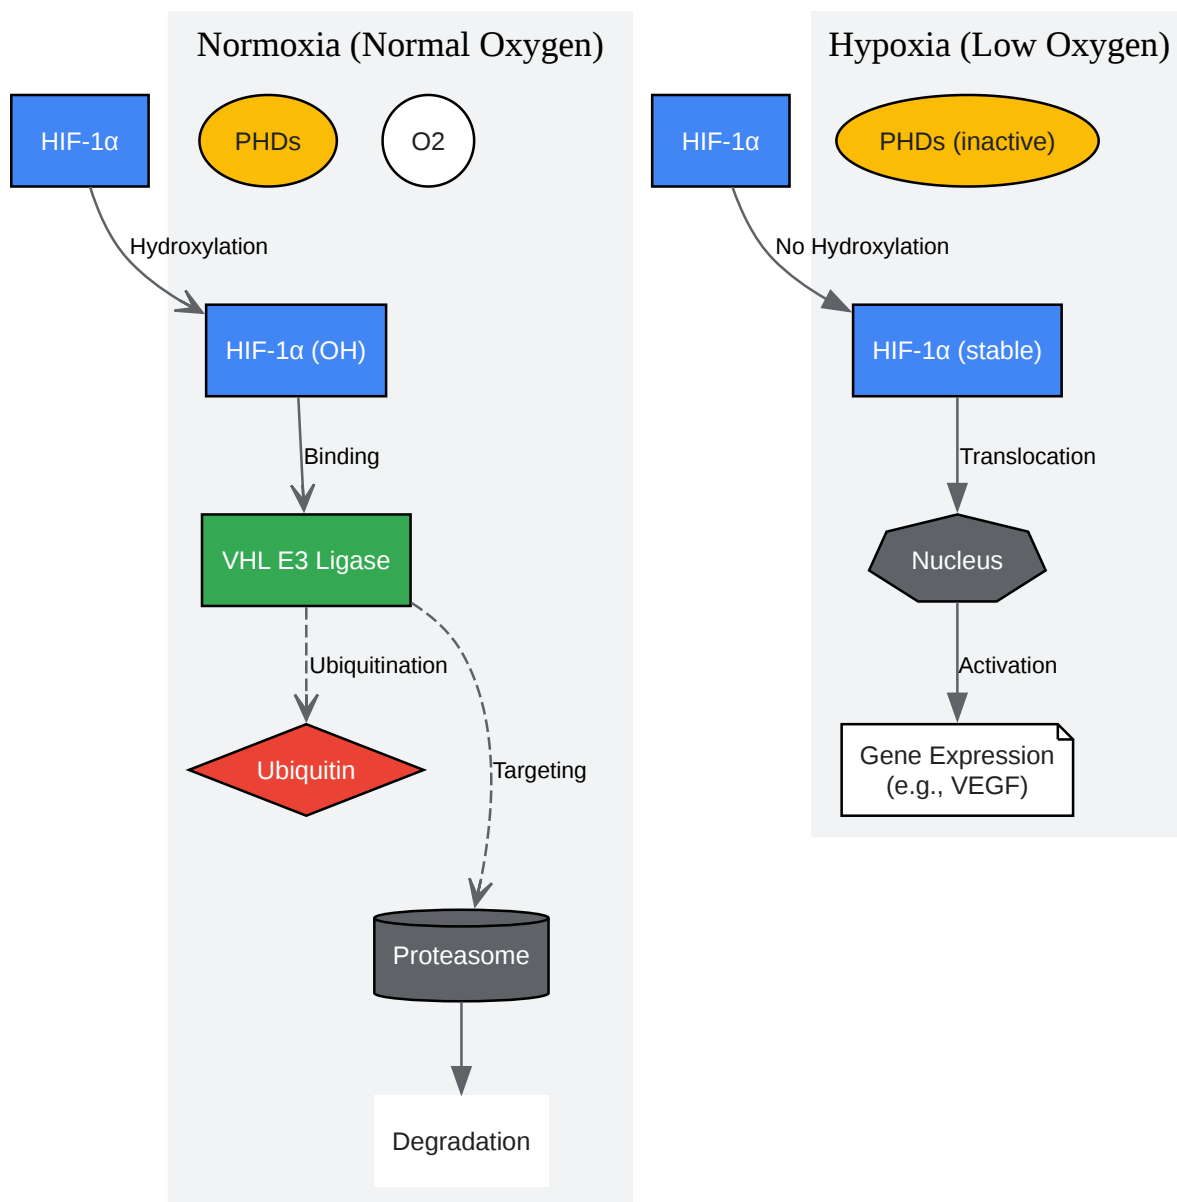 Normoxia (Normal Oxygen)
HIF-1α
PHDs
O2
Hydroxylation
HIF-1α (OH)
Binding
VHL E3 Ligase
Ubiquitination
Ubiquitin
Targeting
Proteasome
Degradation
Hypoxia (Low Oxygen)
HIF-1α
PHDs (inactive)
No Hydroxylation
HIF-1α (stable)
Translocation
Nucleus
Activation
Gene Expression
(e.g., VEGF)